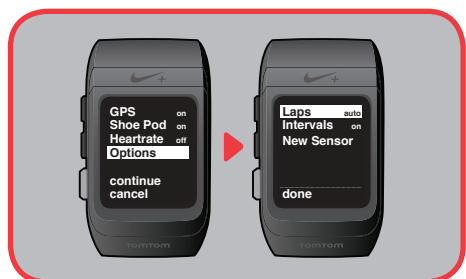 GPS on
Shoe Pod on
Heartrate off
Options
continue
cancel
TOMTOM
Laps auto
Intervals on
New Sensor
done
TOMTOM